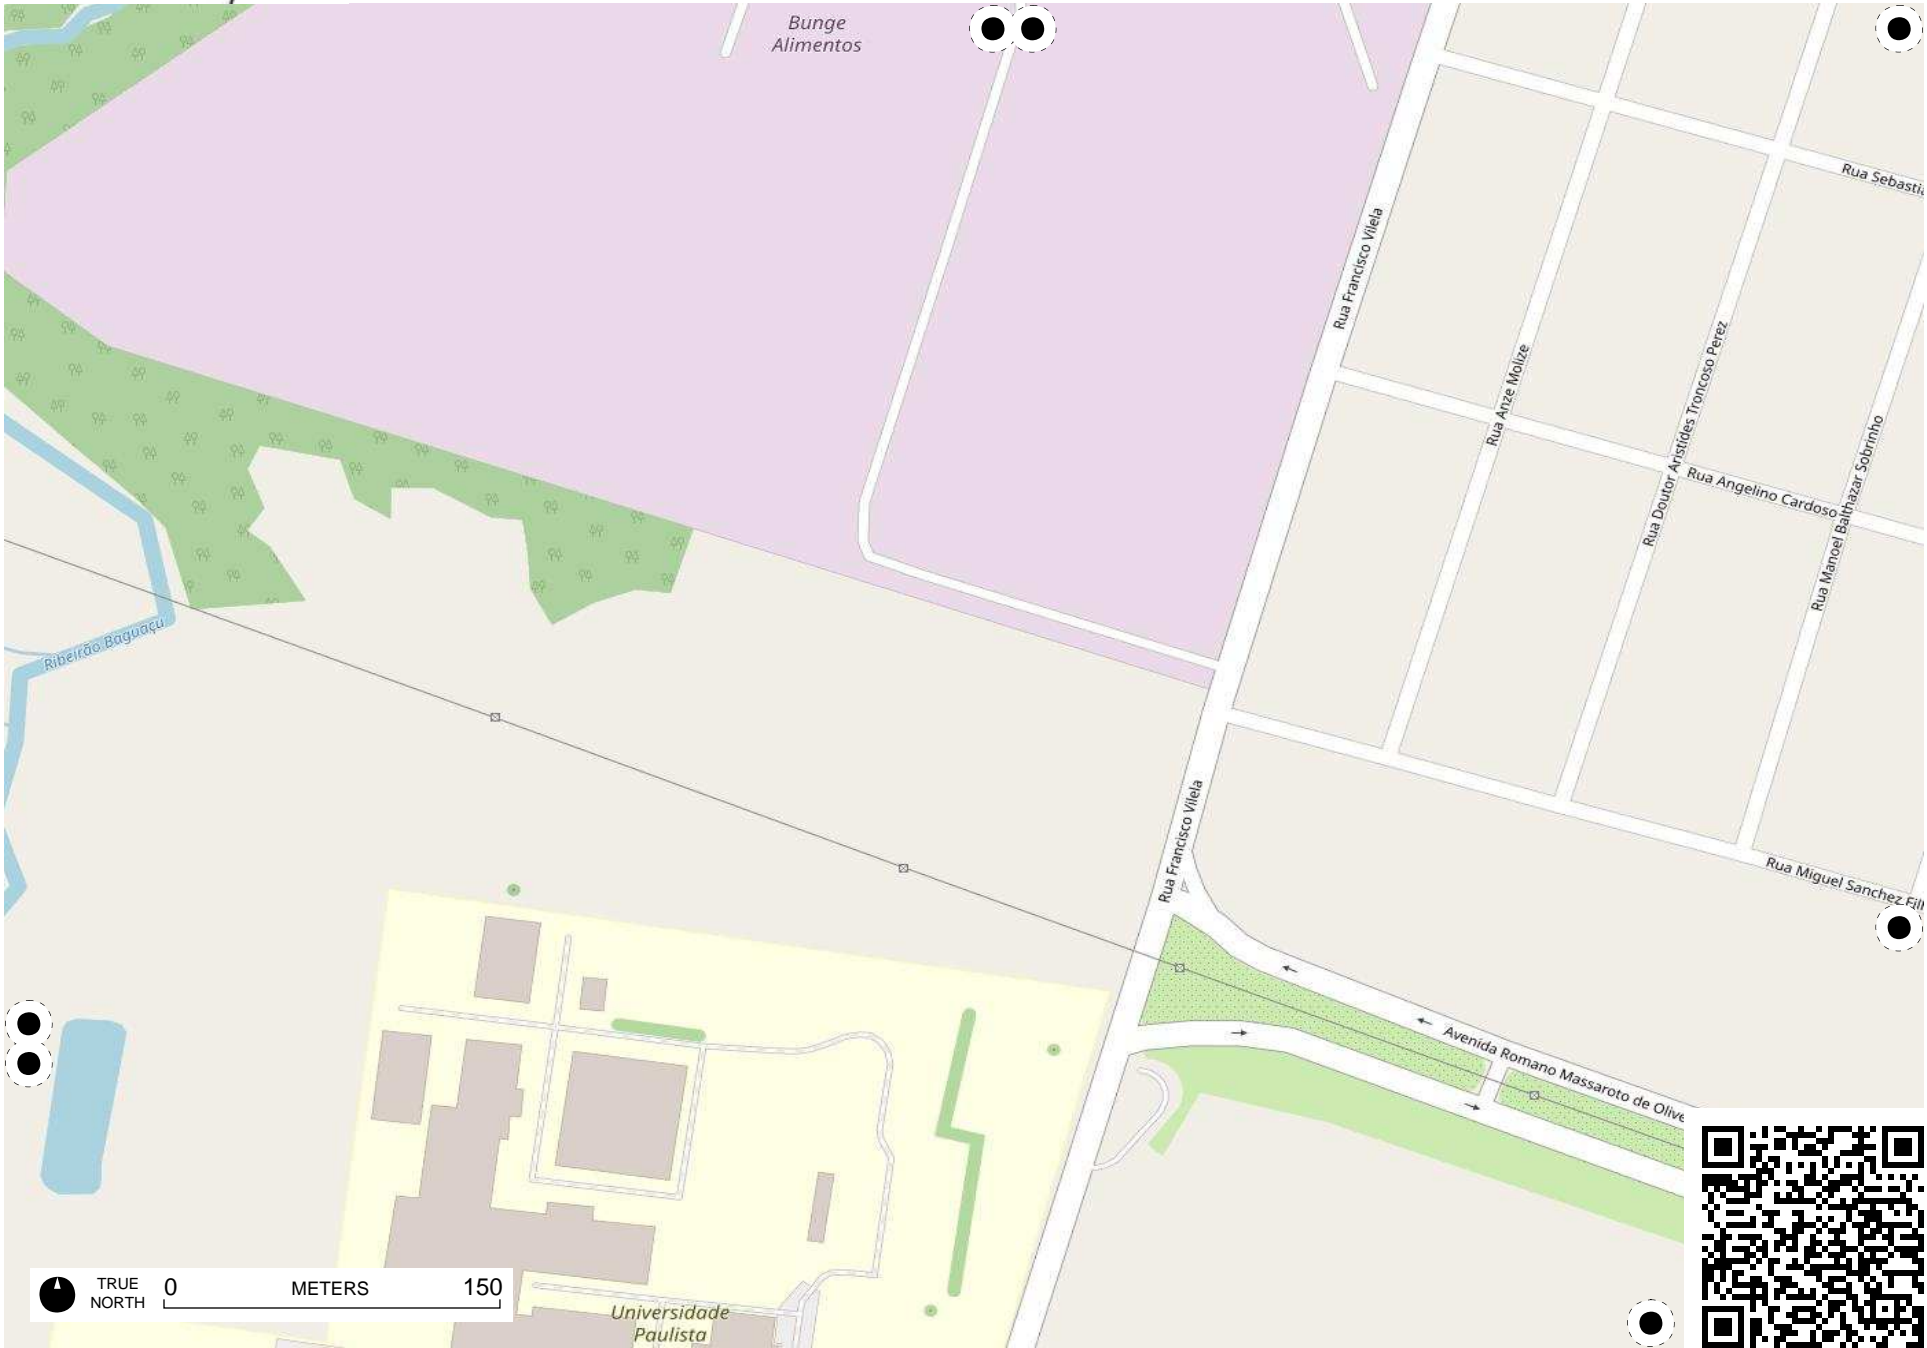 Bunge
Alimentos
Rua Sebastia
Rua Francisco Vilela
Rua Anze Molize
Rua Doutor Aristídes Troncoso Perez
Rua Angelino Cardoso
Rua Manoel Balthazar Sobrinho
Ribeirão Baguaçu
Rua Francisco Vilela
Rua Miguel Sanchez Filh
Avenida Romano Massaroto de Olive
Universidade
Paulista
TRUE
NORTH
0 METERS 150